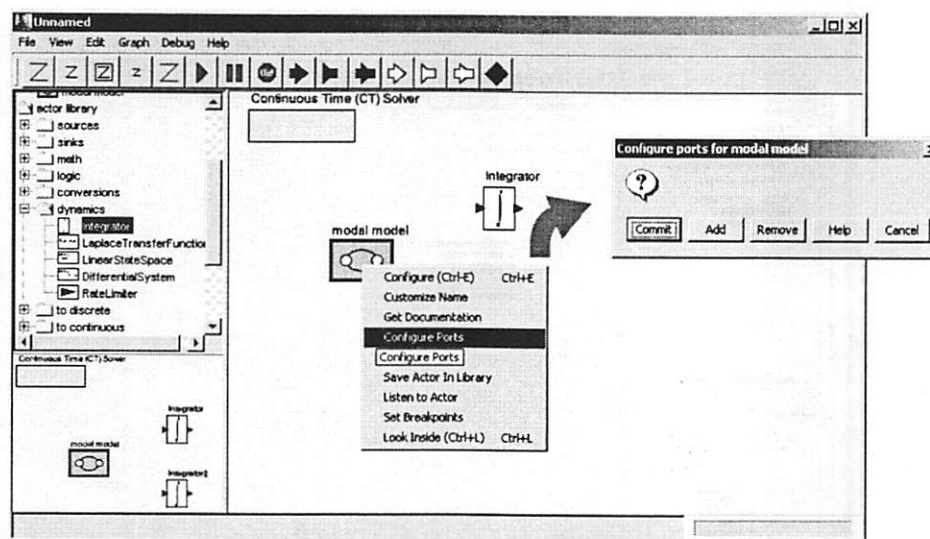 Unnamed
File View Edit Graph Debug Help
Z Z Z z Z
modal model
actor library
sources
sinks
math
logic
conversions
dynamics
Integrator
LaplaceTransferFunction
LinearStateSpace
DifferentialSystem
RateLimiter
to discrete
to continuous
Continuous Time (CT) Solver
Integrator
modal model
Integrator2
Continuous Time (CT) Solver
Integrator
modal model
Configure (Ctrl-E) Ctrl+E
Customize Name
Get Documentation
Configure Ports
Configure Ports
Save Actor In Library
Listen to Actor
Set Breakpoints
Look Inside (Ctrl+L) Ctrl+L
Configure ports for modal model
?
Commit Add Remove Help Cancel